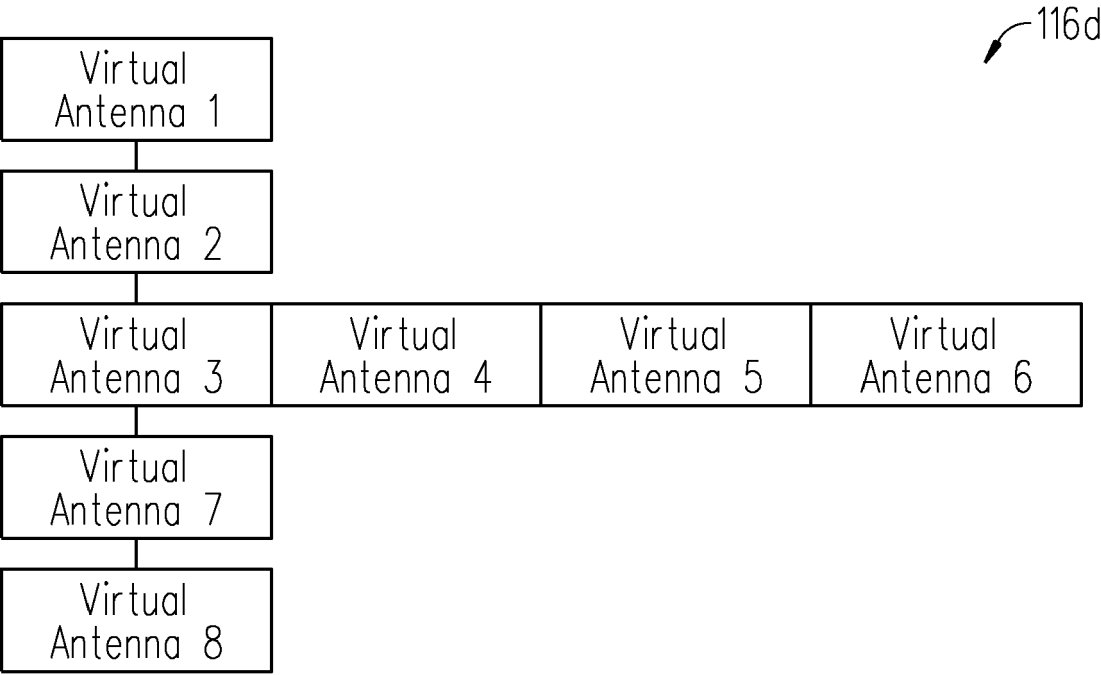 116d
Virtual
Antenna 1
Virtual
Antenna 2
Virtual
Antenna 3
Virtual
Antenna 4
Virtual
Antenna 5
Virtual
Antenna 6
Virtual
Antenna 7
Virtual
Antenna 8